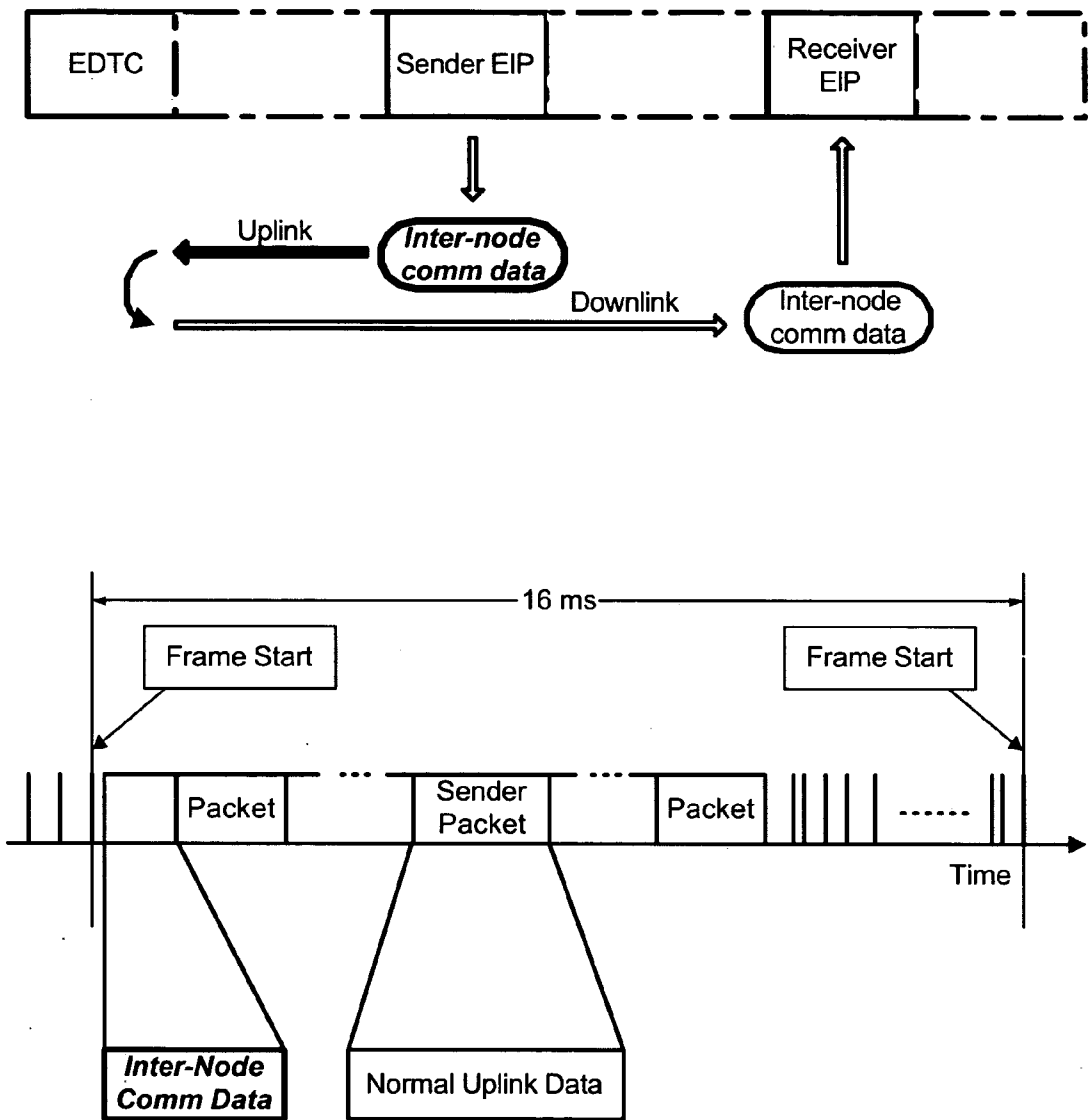 EDTC
Sender EIP
Receiver
EIP
Uplink
Inter-node
comm data
Downlink
Inter-node
comm data
16 ms
Frame Start
Frame Start
Packet
Sender
Packet
Packet
Time
Inter-Node
Comm Data
Normal Uplink Data